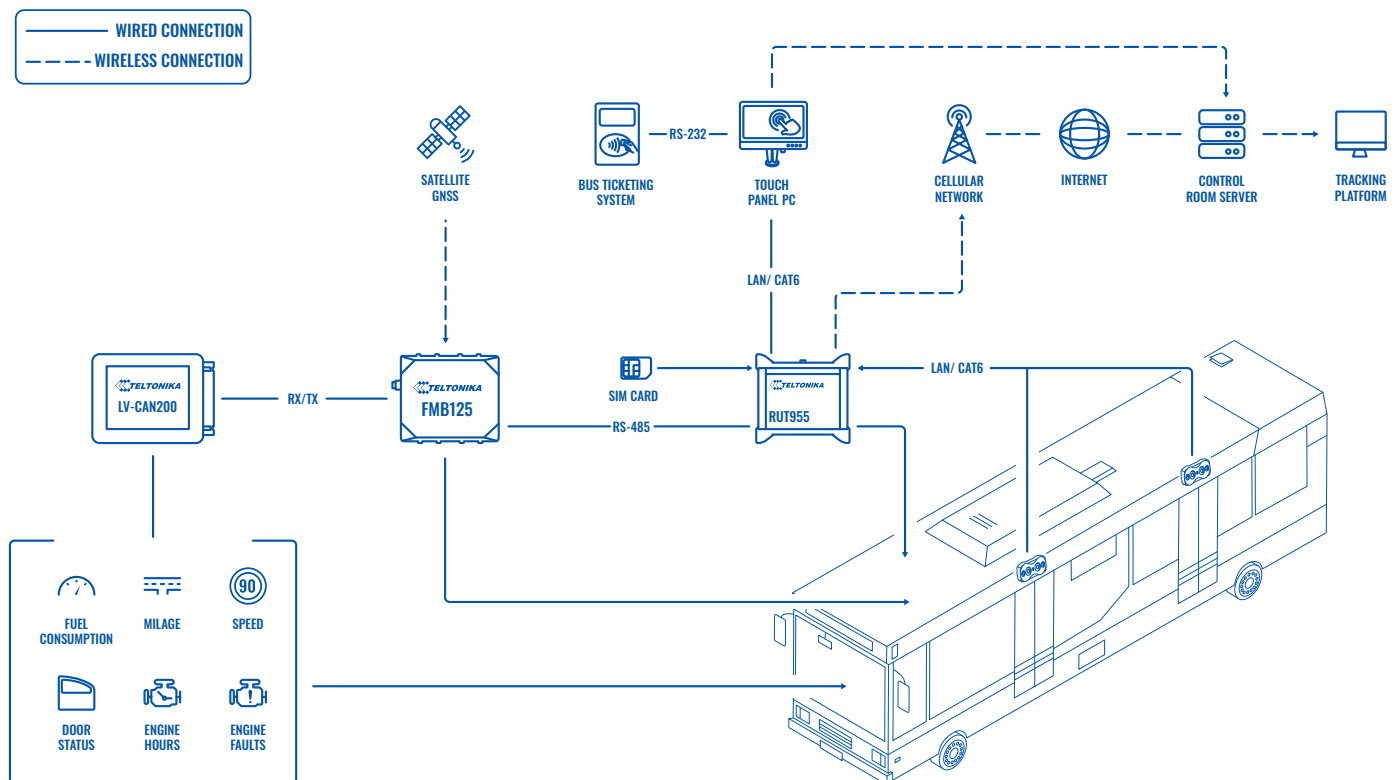 WIRED CONNECTION
WIRELESS CONNECTION
SATELLITE
GNSS
BUS TICKETING
SYSTEM
RS-232
TOUCH
PANEL PC
CELLULAR
NETWORK
INTERNET
CONTROL
ROOM SERVER
TRACKING
PLATFORM
LAN/ CAT6
TELTONIKA
LV-CAN200
RX/TX
TELTONIKA
FMB125
SIM CARD
RS-485
TELTONIKA
RUT955
LAN/ CAT6
FUEL
CONSUMPTION
MILAGE
90
SPEED
DOOR
STATUS
ENGINE
HOURS
ENGINE
FAULTS